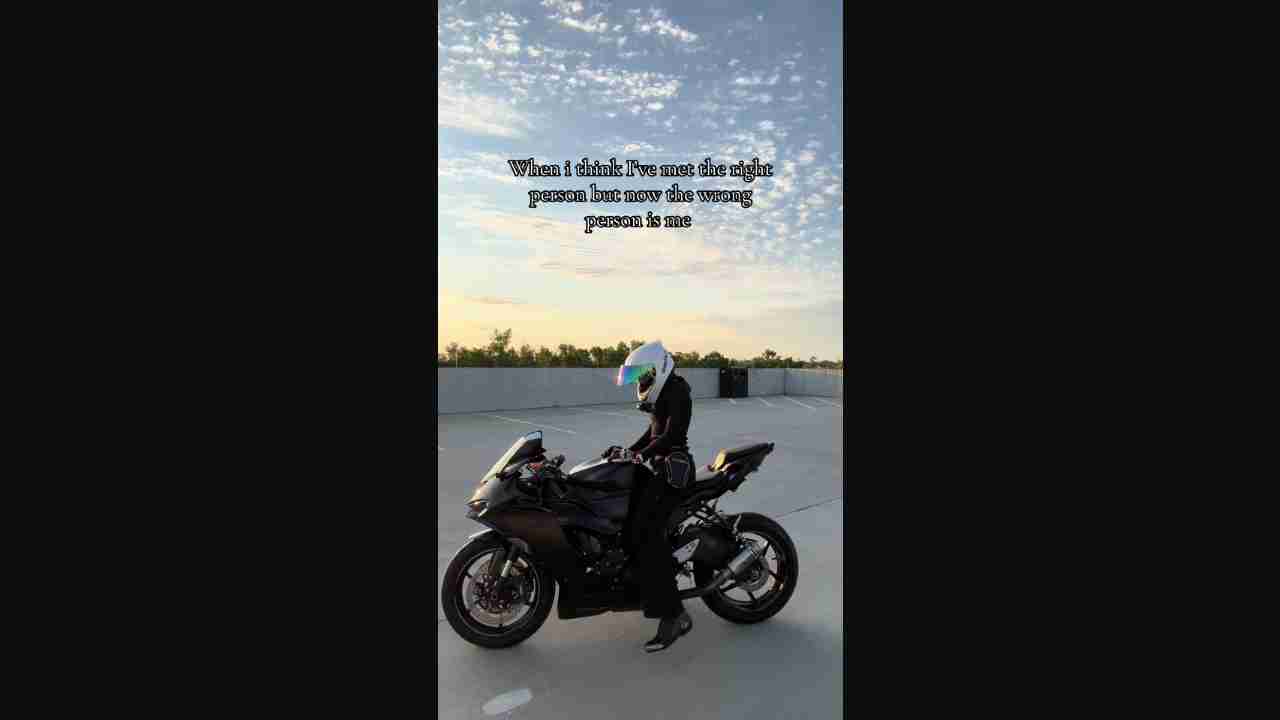 When i think I've met the right
person but now the wrong
person is me